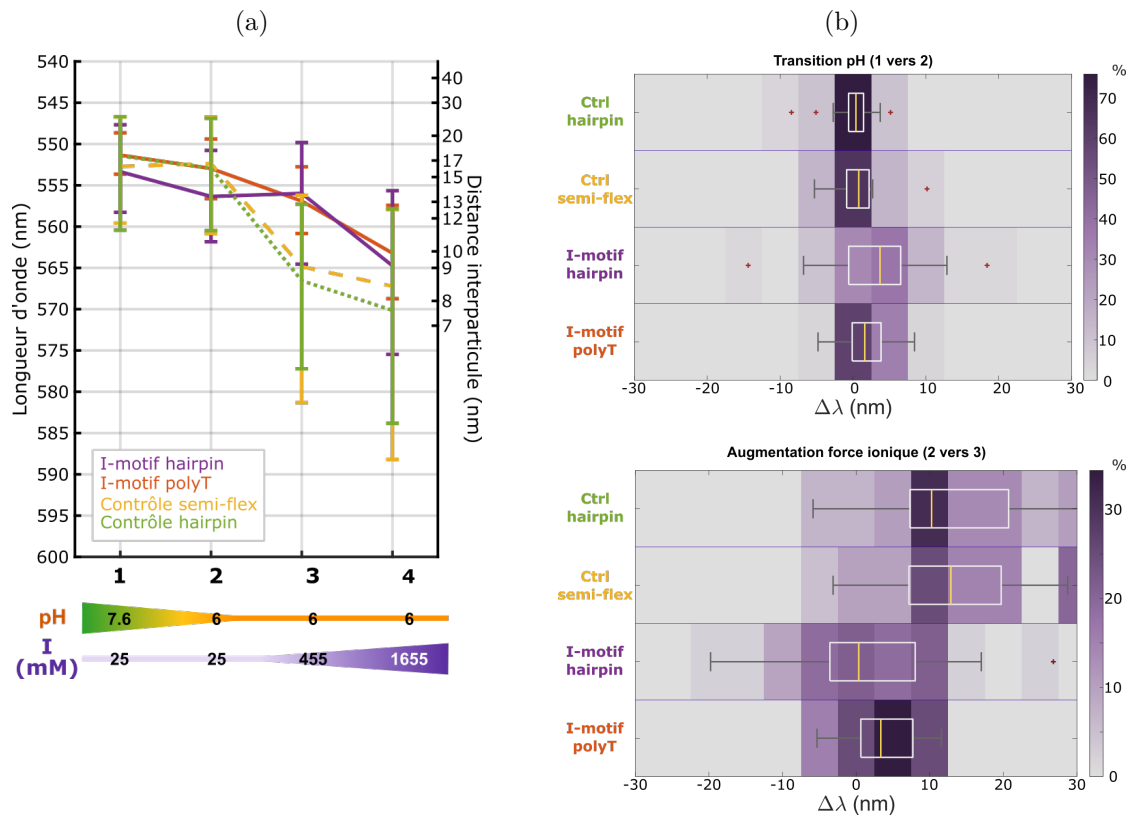 (a)
540
545
550
555
560
565
570
575
580
585
590
595
600
Longueur d'onde (nm)
40
30
20
17
15
13
12
10
9
8
7
Distance interparticule (nm)
I-motif hairpin
I-motif polyT
Contrôle semi-flex
Contrôle hairpin
1 2 3 4
pH 7.6 6 6 6
I
(mM) 25 25 455 1655
(b)
Transition pH (1 vers 2)
%
Ctrl
hairpin
Ctrl
semi-flex
I-motif
hairpin
I-motif
polyT
70
60
50
40
30
20
10
0
-30 -20 -10 0 10 20 30
Δλ (nm)
Augmentation force ionique (2 vers 3)
%
Ctrl
hairpin
Ctrl
semi-flex
I-motif
hairpin
I-motif
polyT
30
20
10
0
-30 -20 -10 0 10 20 30
Δλ (nm)